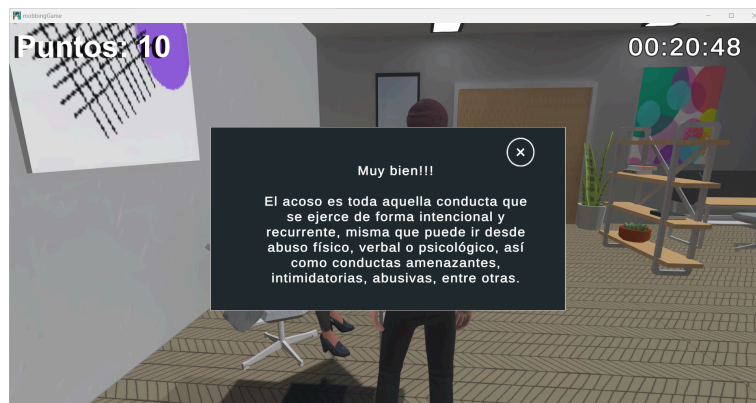 mobbingGame
Puntos: 10
00:20:48
Muy bien!!!
El acoso es toda aquella conducta que
se ejerce de forma intencional y
recurrente, misma que puede ir desde
abuso físico, verbal o psicológico, así
como conductas amenazantes,
intimidatorias, abusivas, entre otras.